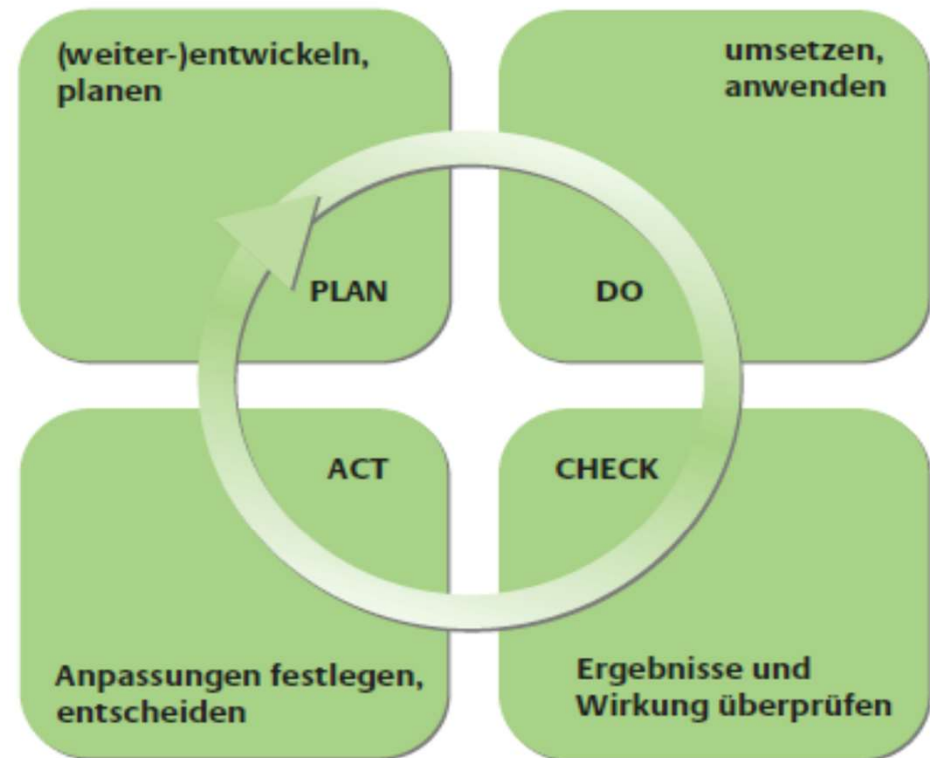 (weiter-)entwickeln,
planen
PLAN
umsetzen,
anwenden
DO
ACT
Anpassungen festlegen,
entscheiden
CHECK
Ergebnisse und
Wirkung überprüfen